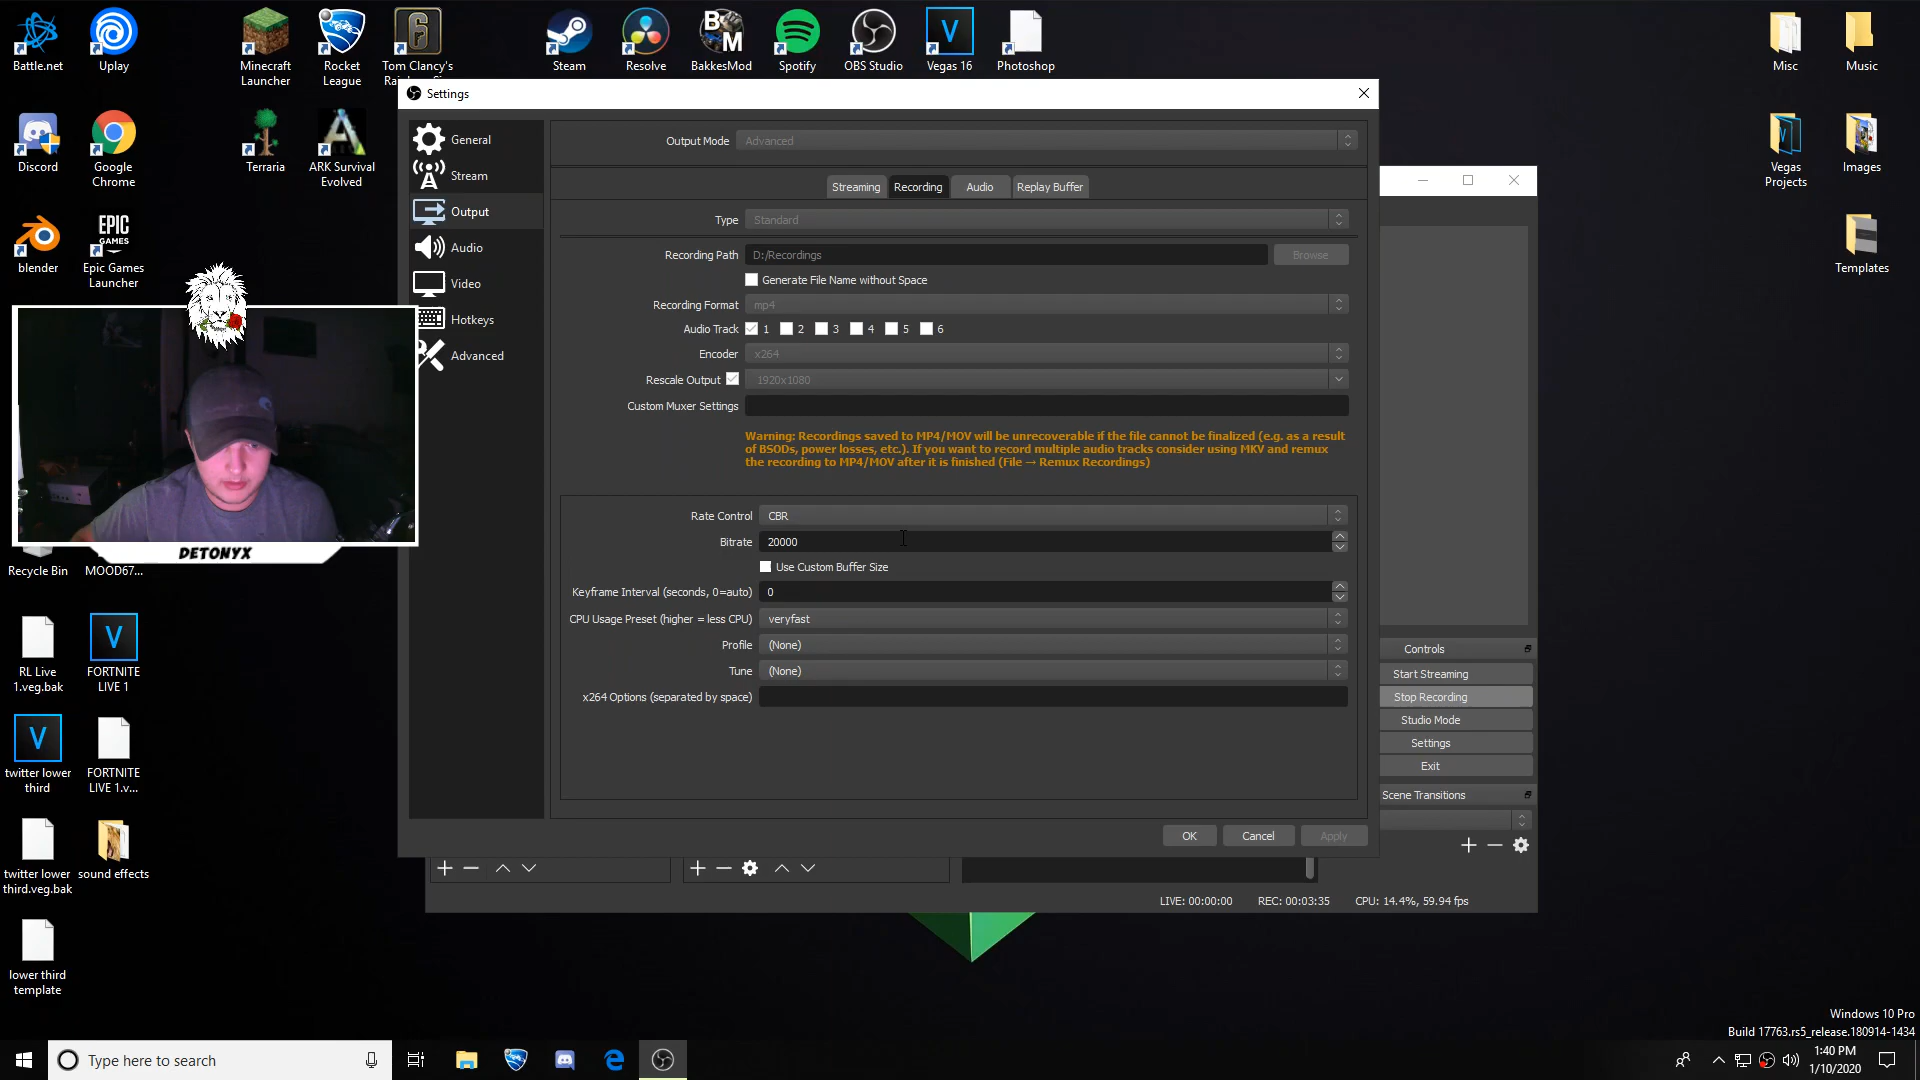 Battle.net
Uplay
Minecraft
Launcher
Rocket
League
Tom Clancy's
Steam
Resolve
BakkesMod
Spotify
OBS Studio
Vegas 16
Photoshop
Misc
Music
Discord
Google
Chrome
Terraria
ARK Survival
Evolved
Vegas
Projects
Images
blender
EPIC
GAMES
Epic Games
Launcher
Templates
DETONYX
Recycle Bin
MOOD67...
RL Live
1.veg.bak
FORTNITE
LIVE 1
twitter lower
third
FORTNITE
LIVE 1.v...
twitter lower
third.veg.bak
sound effects
lower third
template
Settings
General
Stream
Output
Audio
Video
Hotkeys
Advanced
Output Mode Advanced
Streaming Recording Audio Replay Buffer
Type Standard
Recording Path D:/Recordings Browse
Generate File Name without Space
Recording Format mp4
Audio Track 1 2 3 4 5 6
Encoder x264
Rescale Output 1920x1080
Custom Muxer Settings
Warning: Recordings saved to MP4/MOV will be unrecoverable if the file cannot be finalized (e.g. as a result
of BSODs, power losses, etc.). If you want to record multiple audio tracks consider using MKV and remux
the recording to MP4/MOV after it is finished (File → Remux Recordings)
Rate Control CBR
Bitrate 20000
Use Custom Buffer Size
Keyframe Interval (seconds, 0=auto) 0
CPU Usage Preset (higher = less CPU) veryfast
Profile (None)
Tune (None)
x264 Options (separated by space)
OK Cancel Apply
Controls
Start Streaming
Stop Recording
Studio Mode
Settings
Exit
Scene Transitions
LIVE: 00:00:00 REC: 00:03:35 CPU: 14.4%, 59.94 fps
Windows 10 Pro
Build 17763.rs5_release.180914-1434
Type here to search
1:40 PM
1/10/2020